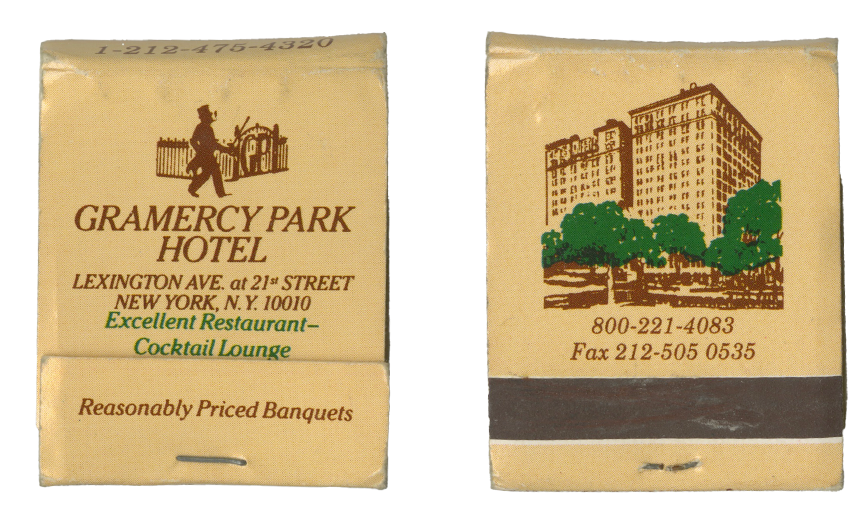 1-212-475-4320
GRAMERCY PARK
HOTEL
LEXINGTON AVE. at 21st STREET
NEW YORK, N.Y. 10010
Excellent Restaurant–
Cocktail Lounge
Reasonably Priced Banquets
800-221-4083
Fax 212-505 0535